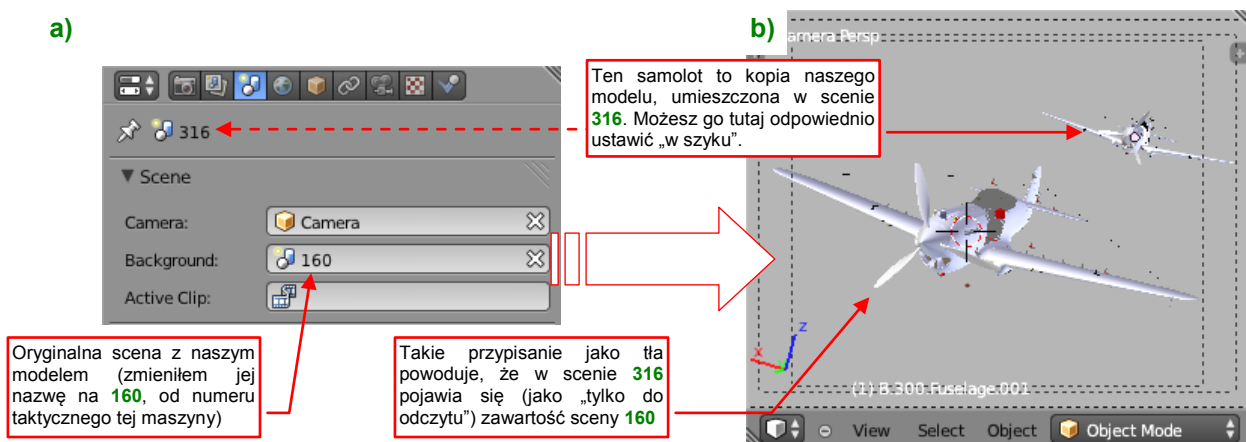 a)
b)
Camera Persp
316
Scene
Camera:
Camera
Background:
160
Active Clip:
Ten samolot to kopia naszego
modelu, umieszczona w scenie
316. Możesz go tutaj odpowiednio
ustawić „w szyku”.
Oryginalna scena z naszym
modelem (zmieniłem jej
nazwę na 160, od numeru
taktycznego tej maszyny)
Takie przypisanie jako tła
powoduje, że w scenie 316
pojawia się (jako „tylko do
odczytu”) zawartość sceny 160
z
x
(1) B.300.Fuselage.001
View Select Object Object Mode